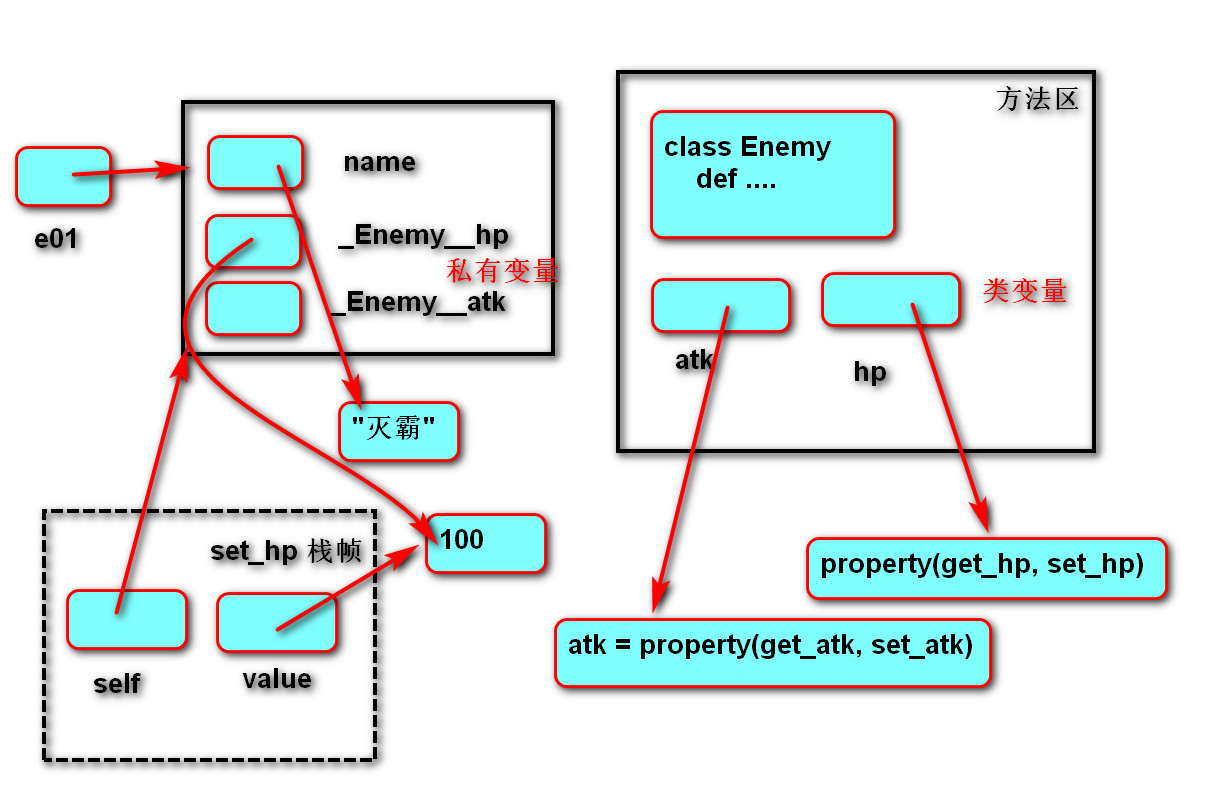 方法区
class Enemy
def ....
name
e01
_Enemy__hp
私有变量
_Enemy__atk
类变量
atk
hp
"灭霸"
set_hp 栈帧
100
property(get_hp, set_hp)
atk = property(get_atk, set_atk)
self
value